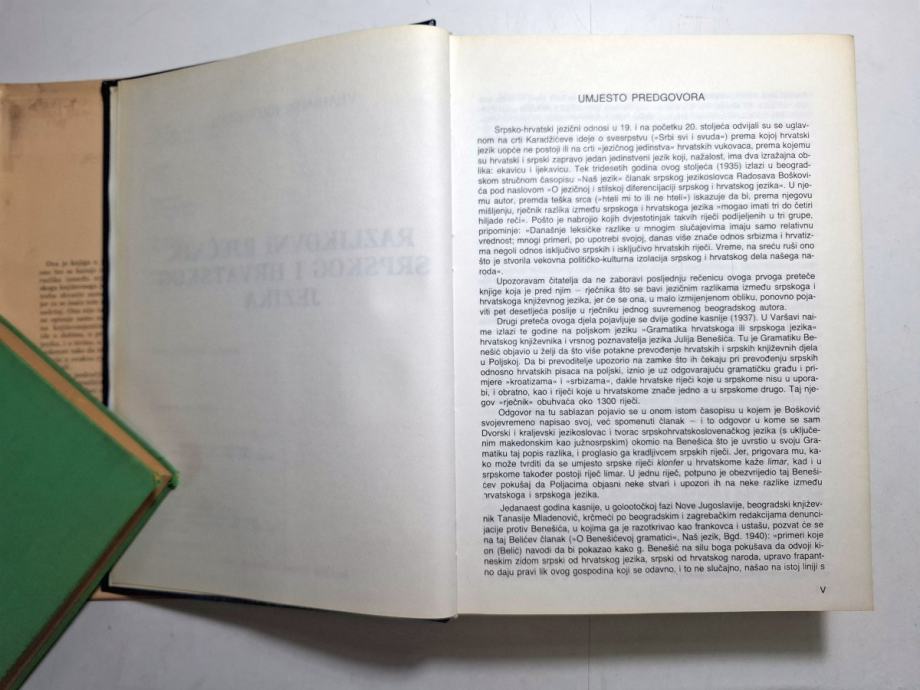 UMJESTO PREDGOVORA
Srpsko-hrvatski jezični odnosi u 19. i na početku 20. stoljeća odvijali su se uglav-
nom na crti Karadžićeve ideje o svesrpstvu (»Srbi svi i svuda«) prema kojoj hrvatski
jezik uopće ne postoji ili na crti »jezičnog jedinstva« hrvatskih vukovaca, prema kojemu
su hrvatski i srpski zapravo jedan jedinstveni jezik koji, nažalost, ima dva izražajna ob-
lika: ekavicu i ijekavicu. Tek tridesetih godina ovog stoljeća (1935) izlazi u beograd-
skom stručnom časopisu »Naš jezik« članak srpskog jezikoslovca Radosava Boškovi-
ća pod naslovom »O jezičnoj i stilskoj diferencijaciji srpskog i hrvatskog jezika«. U nje-
mu autor, premda teška srca (»hteli mi to ili ne hteli«) iskazuje da bi, prema njegovu
mišljenju, rječnik razlika između srpskoga i hrvatskoga jezika »mogao imati tri do četiri
hiljade reči«. Pošto je nabrojio kojih dvjestotinjak takvih riječi podijeljenih u tri grupe,
pripominje: »Današnje leksičke razlike u mnogim slučajevima imaju samo relativnu
vrednost; mnogi primeri, po upotrebi svojoj, danas više znače odnos srbizma i hrvatiz-
ma negoli odnos isključivo srpskih i isključivo hrvatskih riječi. Vreme, na sreću ruši ono
što je stvorila vekovna političko-kulturna izolacija srpskog i hrvatskog dela našega na-
roda«.
Upozoravam čitatelja da ne zaboravi posljednju rečenicu ovoga prvoga preteče
knjige koja je pred njim — rječnika što se bavi jezičnim razlikama između srpskoga i
hrvatskoga književnog jezika, jer će se ona, u malo izmijenjenom obliku, ponovno poja-
viti pet desetjeća poslije u rječniku jednog suvremenog beogradskog autora.
Drugi preteča ovoga djela pojavljuje se dvije godine kasnije (1937). U Varšavi nai-
me izlazi te godine na poljskom jeziku »Gramatika hrvatskoga ili srpskoga jezika«
hrvatskog književnika i vrsnog poznavatelja jezika Julija Benešića. Tu je Gramatiku Be-
nešić objavio u želji da što više potakne prevođenje hrvatskih i srpskih književnih djela
u Poljskoj. Da bi prevoditelje upozorio na zamke što ih čekaju pri prevođenju srpskih
odnosno hrvatskih pisaca na poljski, iznio je uz odgovarajuću gramatičku građu i pri-
mjere »kroatizama« i »srbizama«, dakle hrvatske riječi koje u srpskome nisu u upora-
bi, i obratno, kao i riječi koje u hrvatskome znače jedno a u srpskome drugo. Taj nje-
gov »rječnik« obuhvaća oko 1300 riječi.
Odgovor na tu sablazan pojavio se u onom istom časopisu u kojem je Bošković
svojevremeno napisao svoj, već spomenuti članak — i to odgovor u kome se sam
Dvorski i kraljevski jezikoslovac i tvorac srpskohrvatskoslovenačkog jezika (s uključe-
nim makedonskim kao južnosrpskim) okomio na Benešića što je uvrstio u svoju Gra-
matiku taj popis razlika, i proglasio ga kradljivcem srpskih riječi. Jer, prigovara mu, ka-
ko može tvrditi da se umjesto srpske riječi klonfer u hrvatskome kaže limar, kad i u
srpskome također postoji riječ limar. U jednu riječ, potpuno je obezvrijedio taj Beneši-
ćev pokušaj da Poljacima objasni neke stvari i upozori ih na neke razlike između
hrvatskoga i srpskoga jezika.
Jedanaest godina kasnije, u golootočkoj fazi Nove Jugoslavije, beogradski književ-
nik Tanasije Mladenović, krčmeći po beogradskim i zagrebačkim redakcijama denunci-
jacije protiv Benešića, u kojima ga je razotkrivao kao frankovca i ustašu, pozvat će se
na taj Belićev članak (»O Benešićevoj gramatici«, Naš jezik, Bgd. 1940): »primeri koje
on (Belić) navodi da bi pokazao kako g. Benešić na silu boga pokušava da odvoji ki-
neskim zidom srpski od hrvatskog jezika, srpski od hrvatskog naroda, upravo frapant-
no daju pravi lik ovog gospodina koji se odavno, i to ne slučajno, našao na istoj liniji s
V